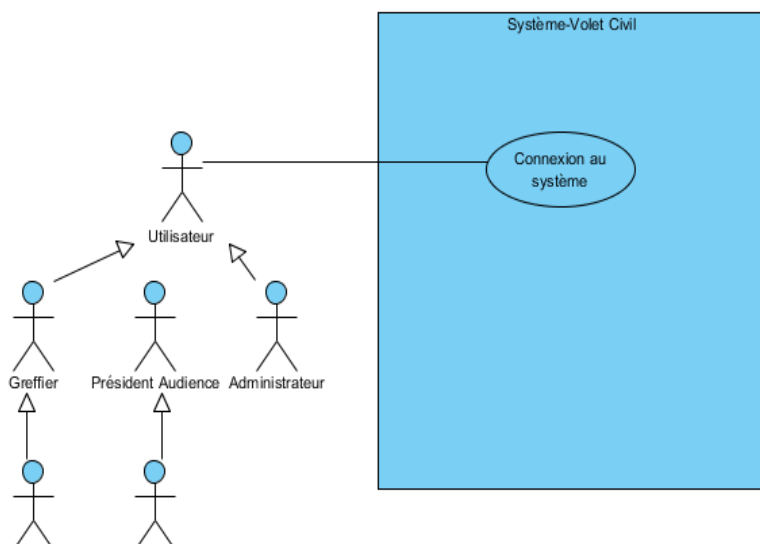 Système-Volet Civil
Connexion au
système
Utilisateur
Greffier
Président Audience
Administrateur